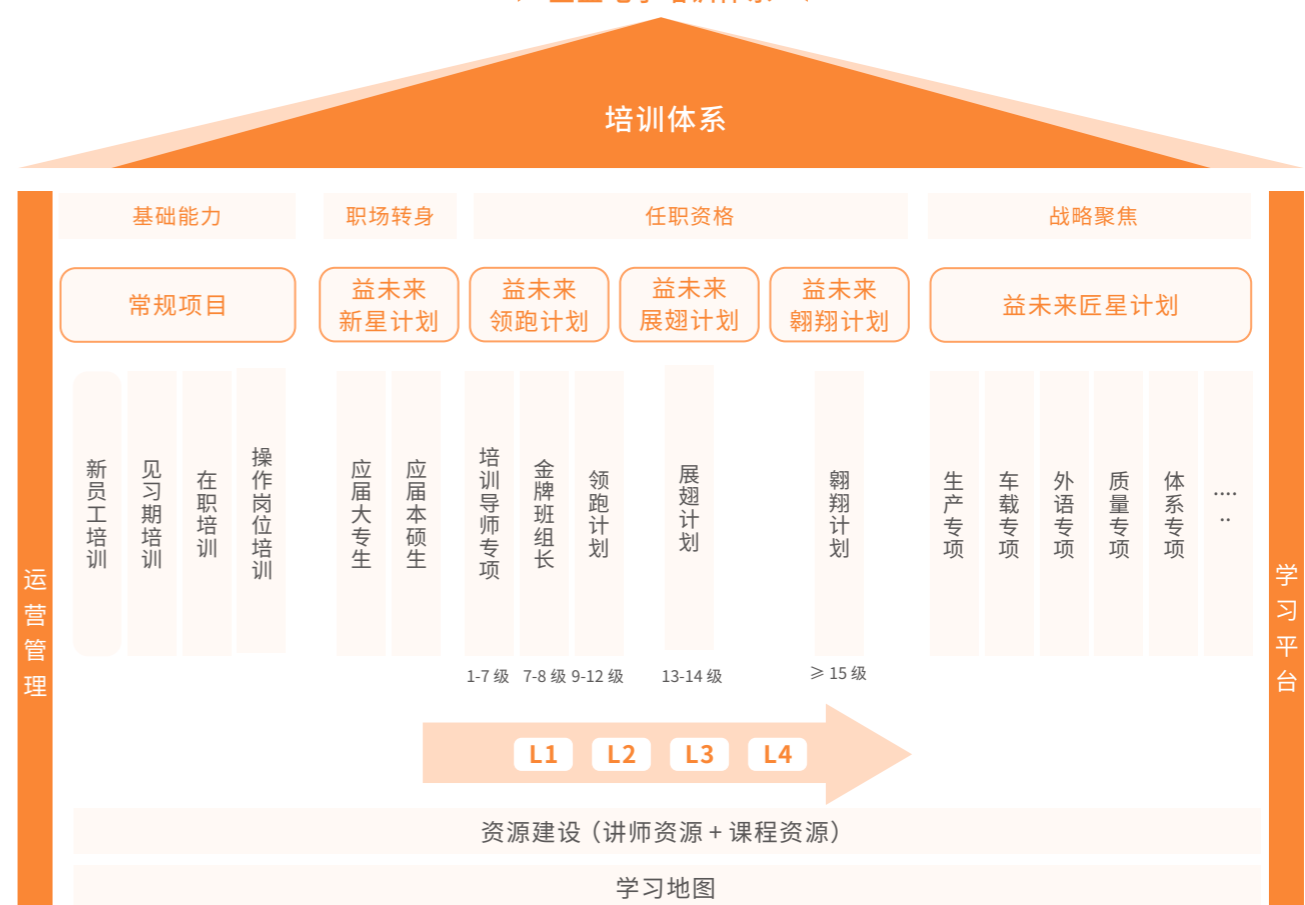 培训体系
基础能力
职场转身
任职资格
战略聚焦
常规项目
益未来
新星计划
益未来
领跑计划
益未来
展翅计划
益未来
翱翔计划
益未来匠星计划
新员工培训
见习期培训
在职培训
操作岗位培训
应届大专生
应届本硕生
培训导师专项
金牌班组长
领跑计划
展翅计划
翱翔计划
生产专项
车载专项
外语专项
质量专项
体系专项
......
1-7 级
7-8 级
9-12 级
13-14 级
≥ 15 级
运营管理
学习平台
L1
L2
L3
L4
资源建设（讲师资源 + 课程资源）
学习地图